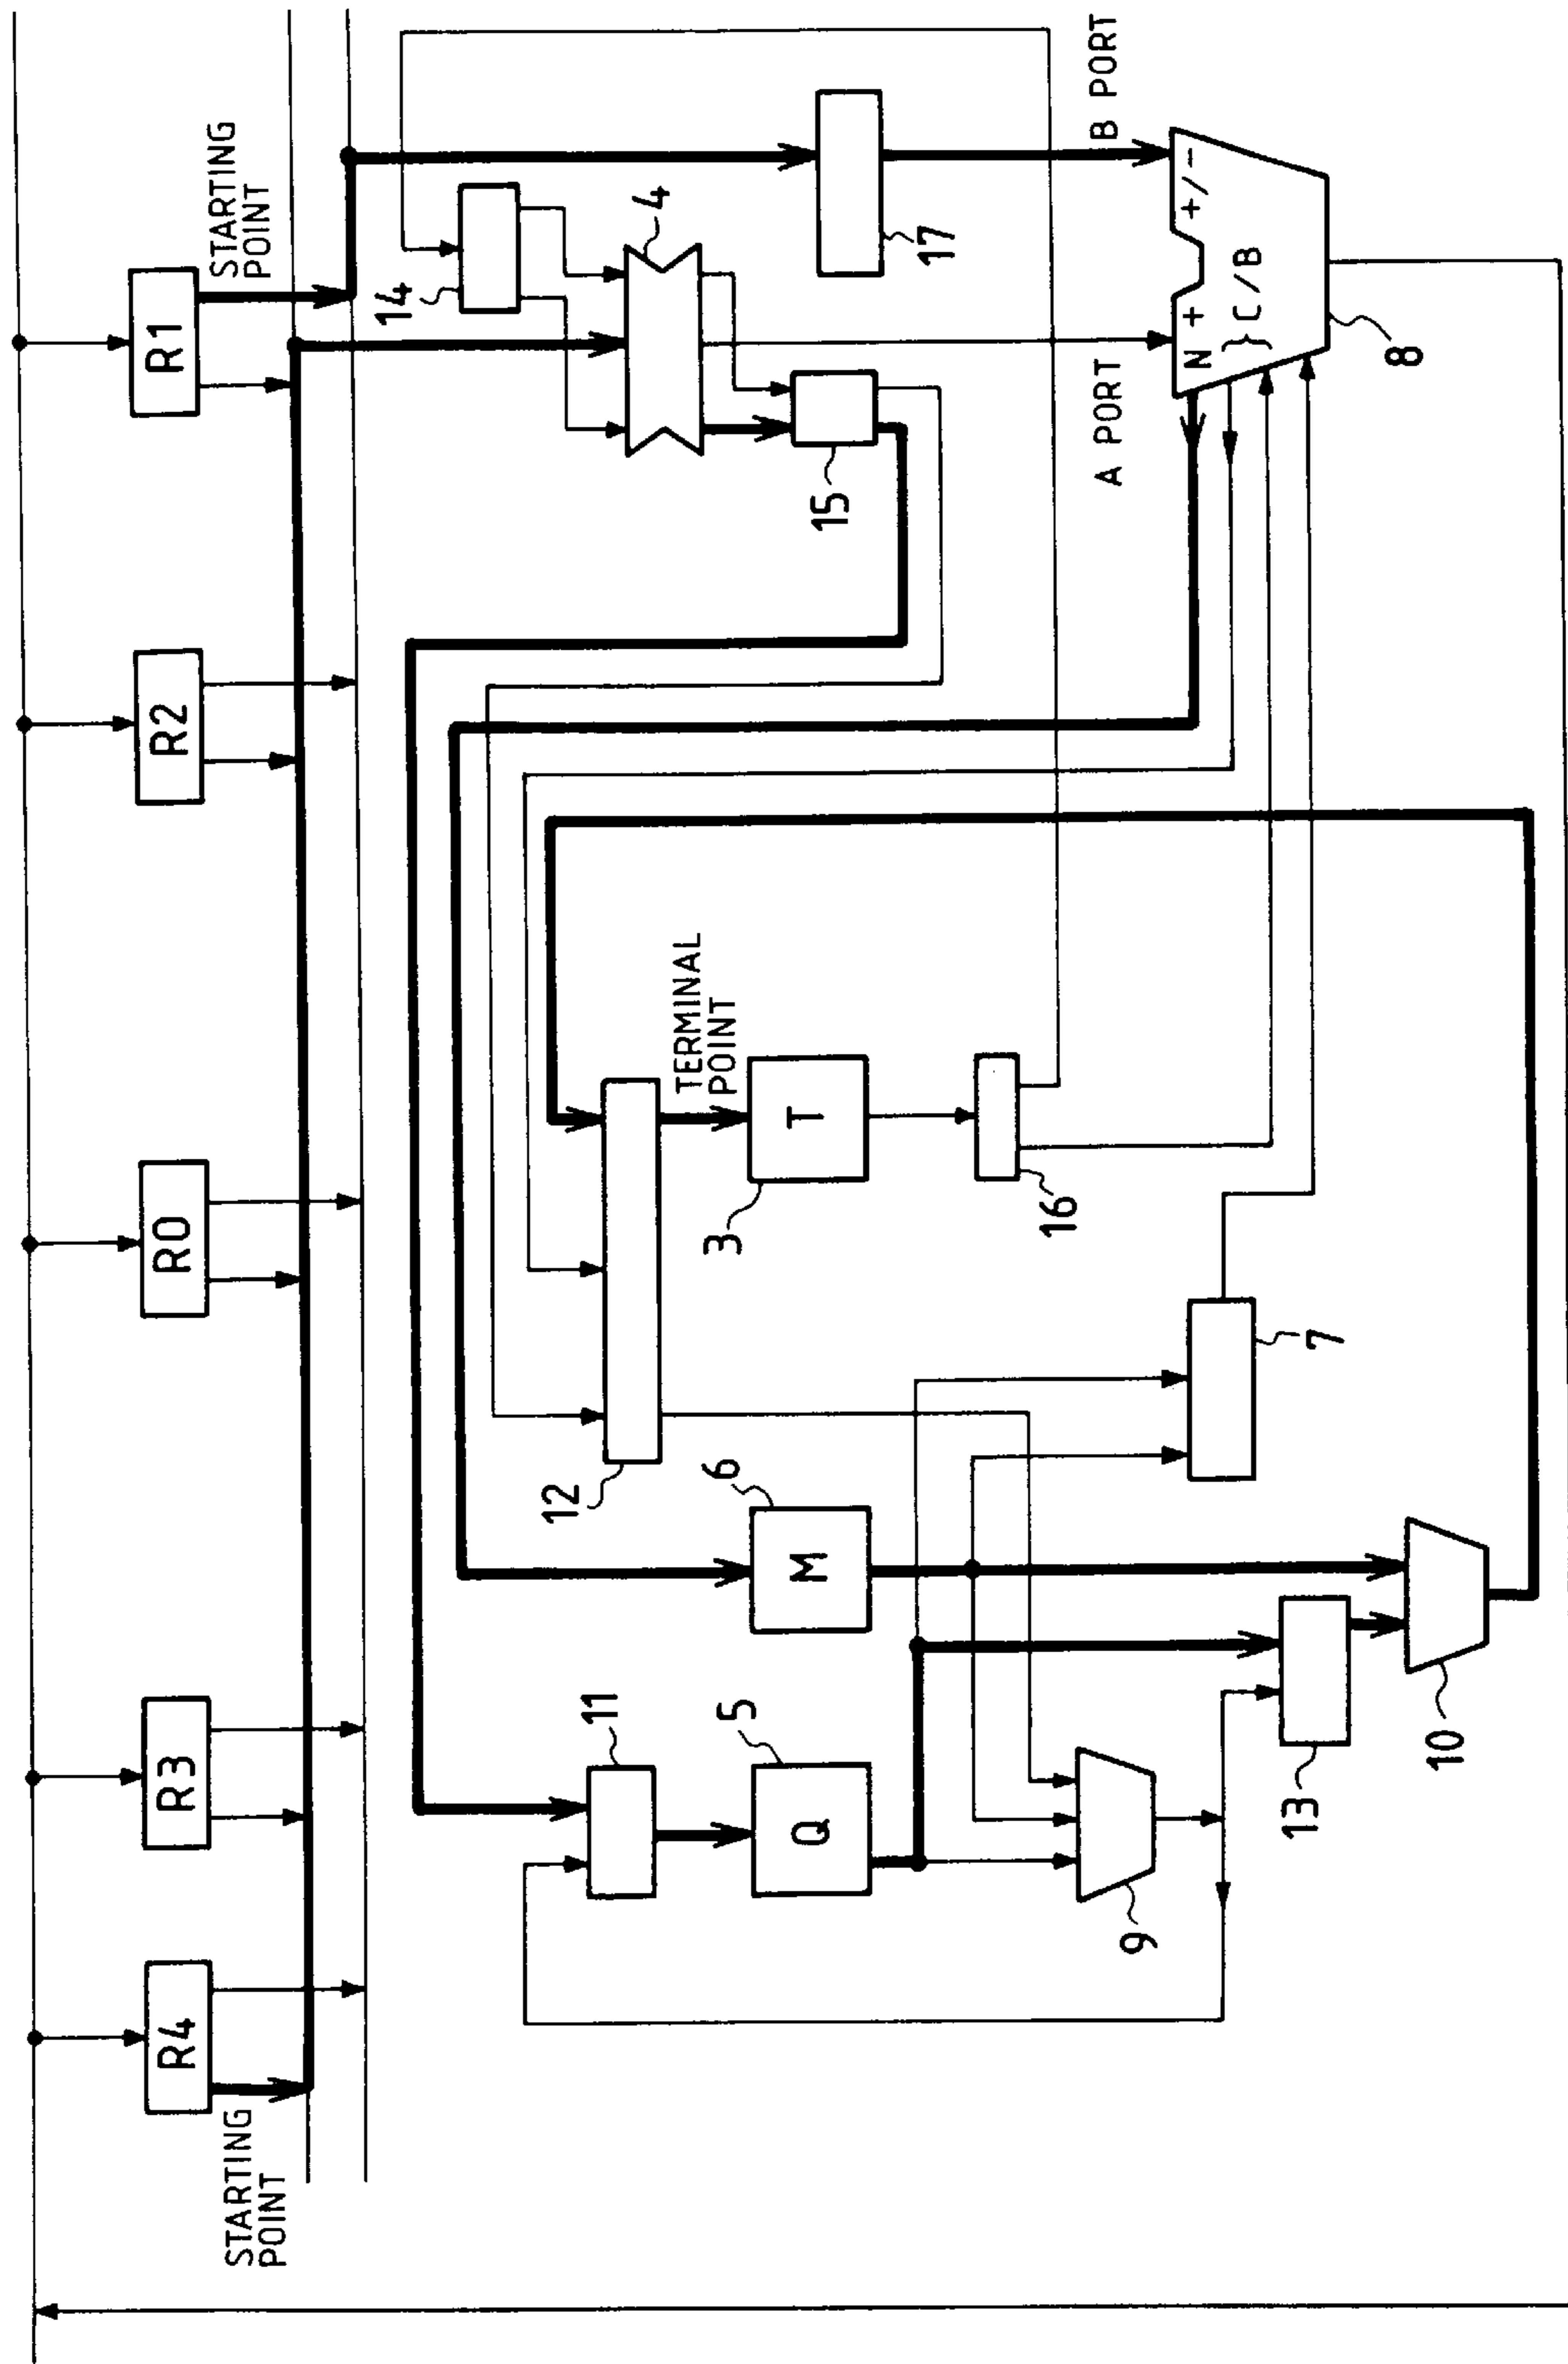 R4
R3
R0
R2
R1
STARTING
POINT
STARTING
POINT
14
4
11
5
Q
6
M
12
TERMINAL
POINT
3
T
16
15
17
A PORT
B PORT
9
13
10
7
N
+
+/-
}C/B
8